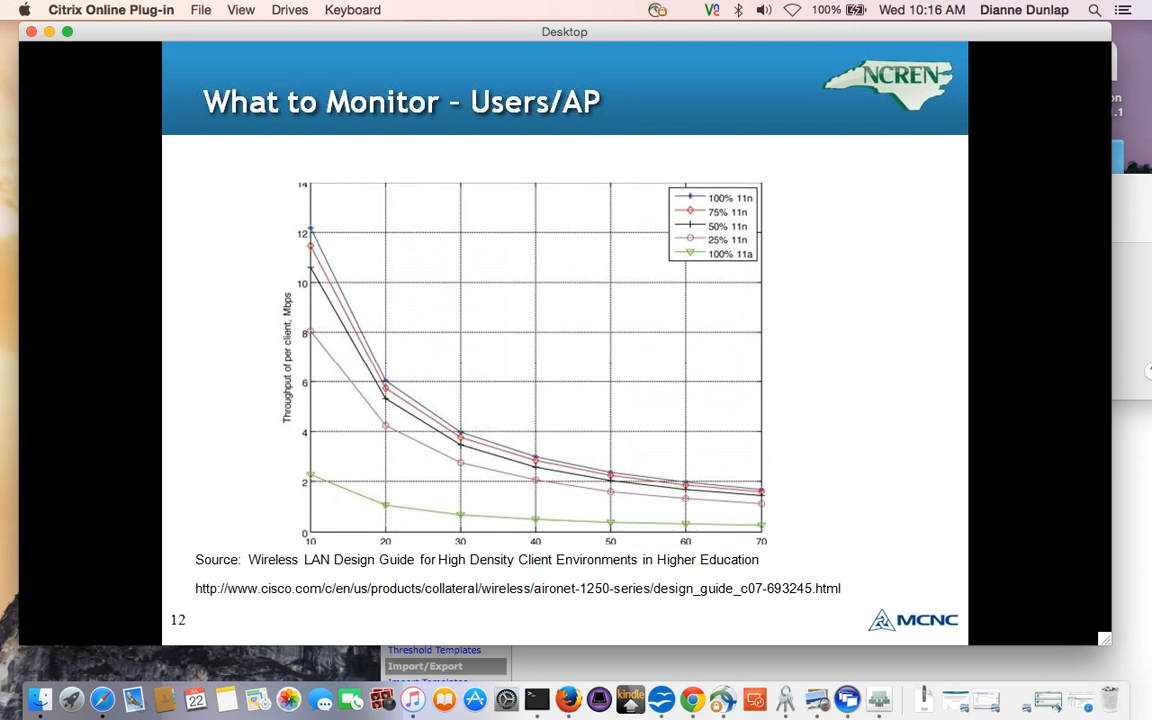 Citrix Online Plug-in File View Drives Keyboard 100% Wed 10:16 AM Dianne Dunlap
Desktop
What to Monitor – Users/AP
NCREN
14
12
10
8
6
4
2
0
Throughput of per client, Mbps
100% 11n
75% 11n
50% 11n
25% 11n
100% 11a
10 20 30 40 50 60 70
Source: Wireless LAN Design Guide for High Density Client Environments in Higher Education
http://www.cisco.com/c/en/us/products/collateral/wireless/aironet-1250-series/design_guide_c07-693245.html
12
MCNC
Threshold Templates
Import/Export
22
kindle